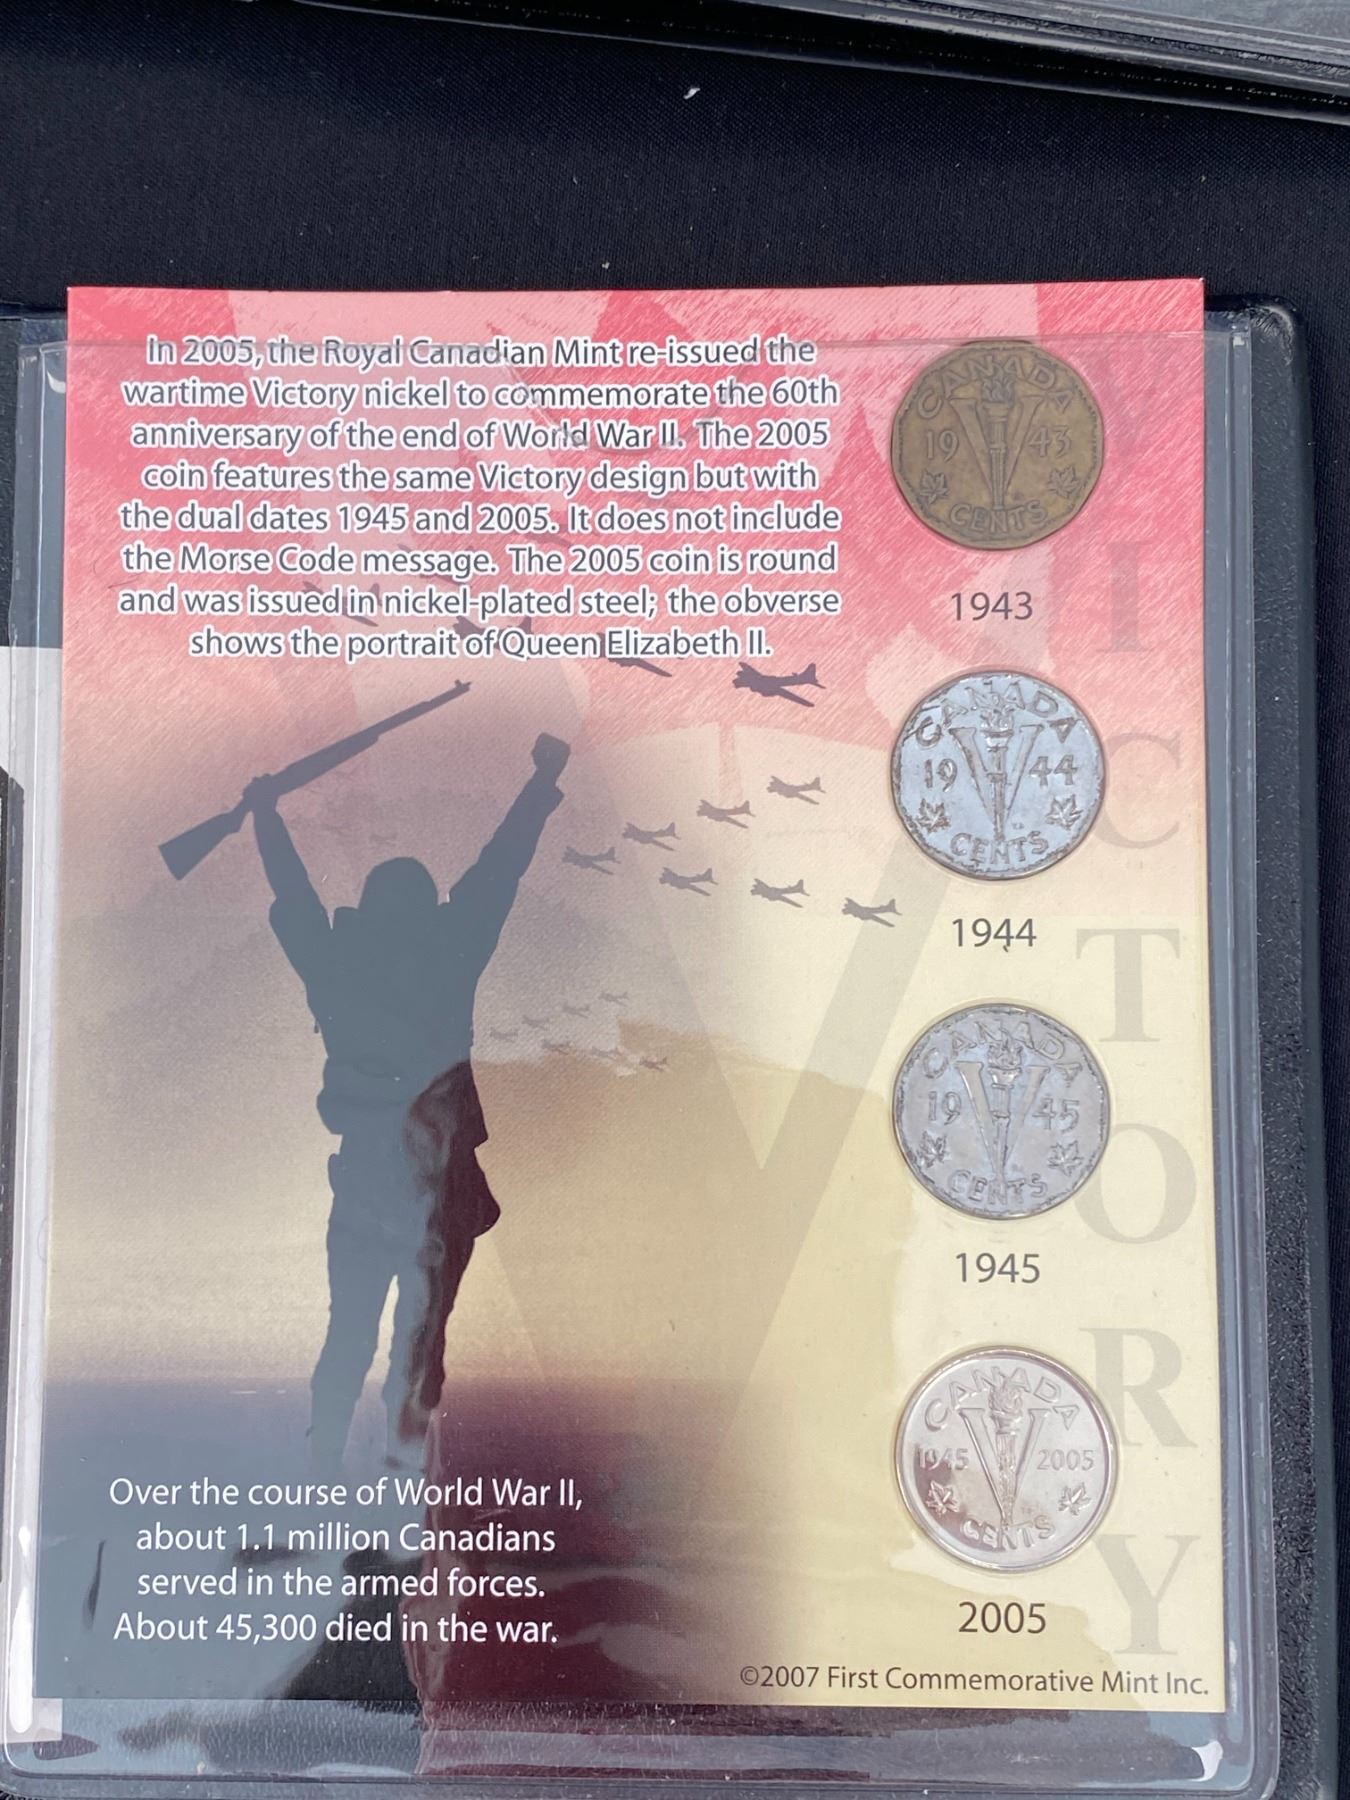 In 2005, the Royal Canadian Mint re-issued the
wartime Victory nickel to commemorate the 60th
anniversary of the end of World War II. The 2005
coin features the same Victory design but with
the dual dates 1945 and 2005. It does not include
the Morse Code message. The 2005 coin is round
and was issued in nickel-plated steel; the obverse
shows the portrait of Queen Elizabeth II.
CANADA
19 43
CENTS
1943
CANADA
19 44
CENTS
1944
CANADA
19 45
CENTS
1945
CANADA
1945 2005
CENTS
2005
VICTORY
Over the course of World War II,
about 1.1 million Canadians
served in the armed forces.
About 45,300 died in the war.
©2007 First Commemorative Mint Inc.